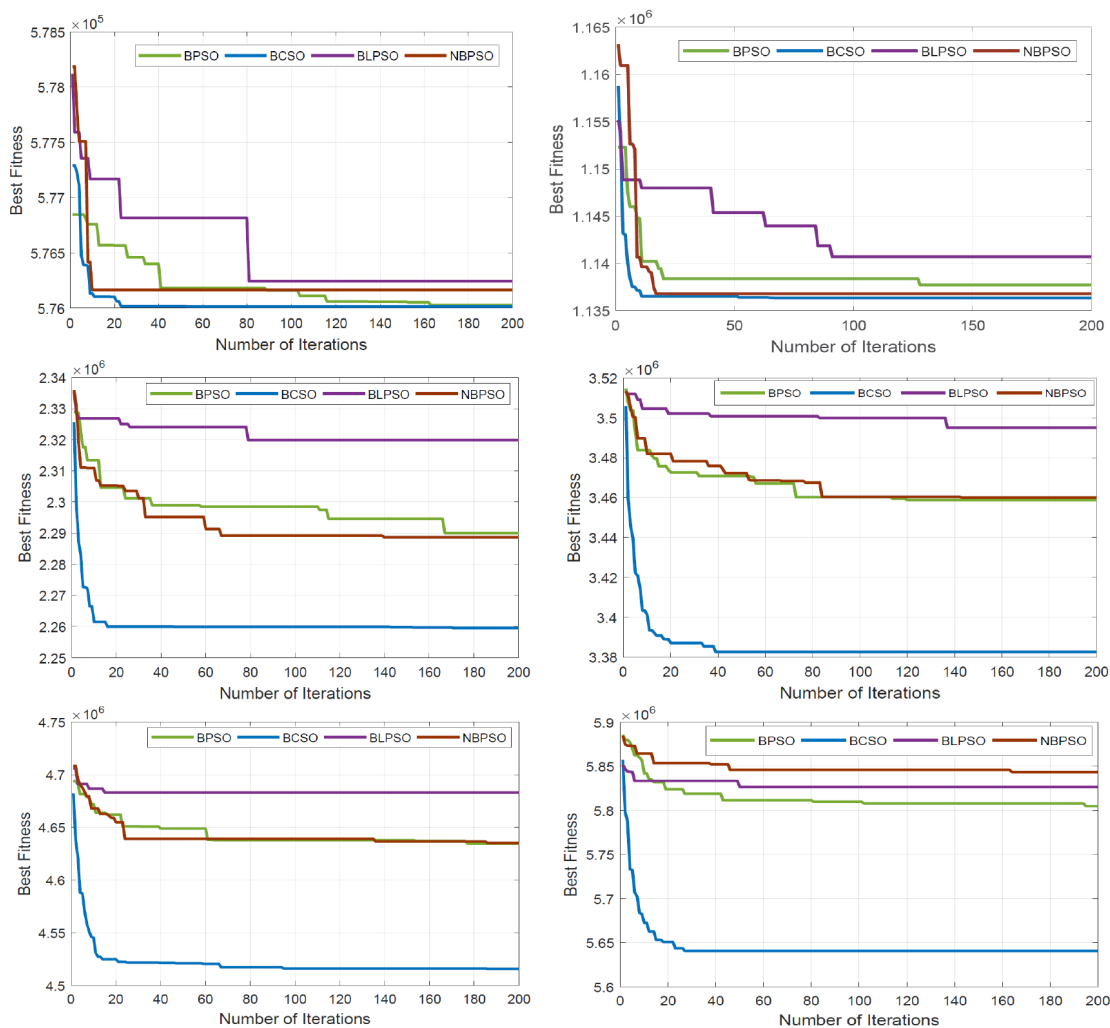 ×10^5
5.785
5.78
5.775
5.77
5.765
5.76
Best Fitness
BPSO BCSO BLPSO NBPSO
0 20 40 60 80 100 120 140 160 180 200
Number of Iterations
×10^6
1.165
1.16
1.155
1.15
1.145
1.14
1.135
Best Fitness
BPSO BCSO BLPSO NBPSO
0 50 100 150 200
Number of Iterations
×10^6
2.34
2.33
2.32
2.31
2.3
2.29
2.28
2.27
2.26
2.25
Best Fitness
BPSO BCSO BLPSO NBPSO
0 20 40 60 80 100 120 140 160 180 200
Number of Iterations
×10^6
3.52
3.5
3.48
3.46
3.44
3.42
3.4
3.38
Best Fitness
BPSO BCSO BLPSO NBPSO
0 20 40 60 80 100 120 140 160 180 200
Number of Iterations
×10^6
4.75
4.7
4.65
4.6
4.55
4.5
Best Fitness
BPSO BCSO BLPSO NBPSO
0 20 40 60 80 100 120 140 160 180 200
Number of Iterations
×10^6
5.9
5.85
5.8
5.75
5.7
5.65
5.6
Best Fitness
BPSO BCSO BLPSO NBPSO
0 20 40 60 80 100 120 140 160 180 200
Number of Iterations